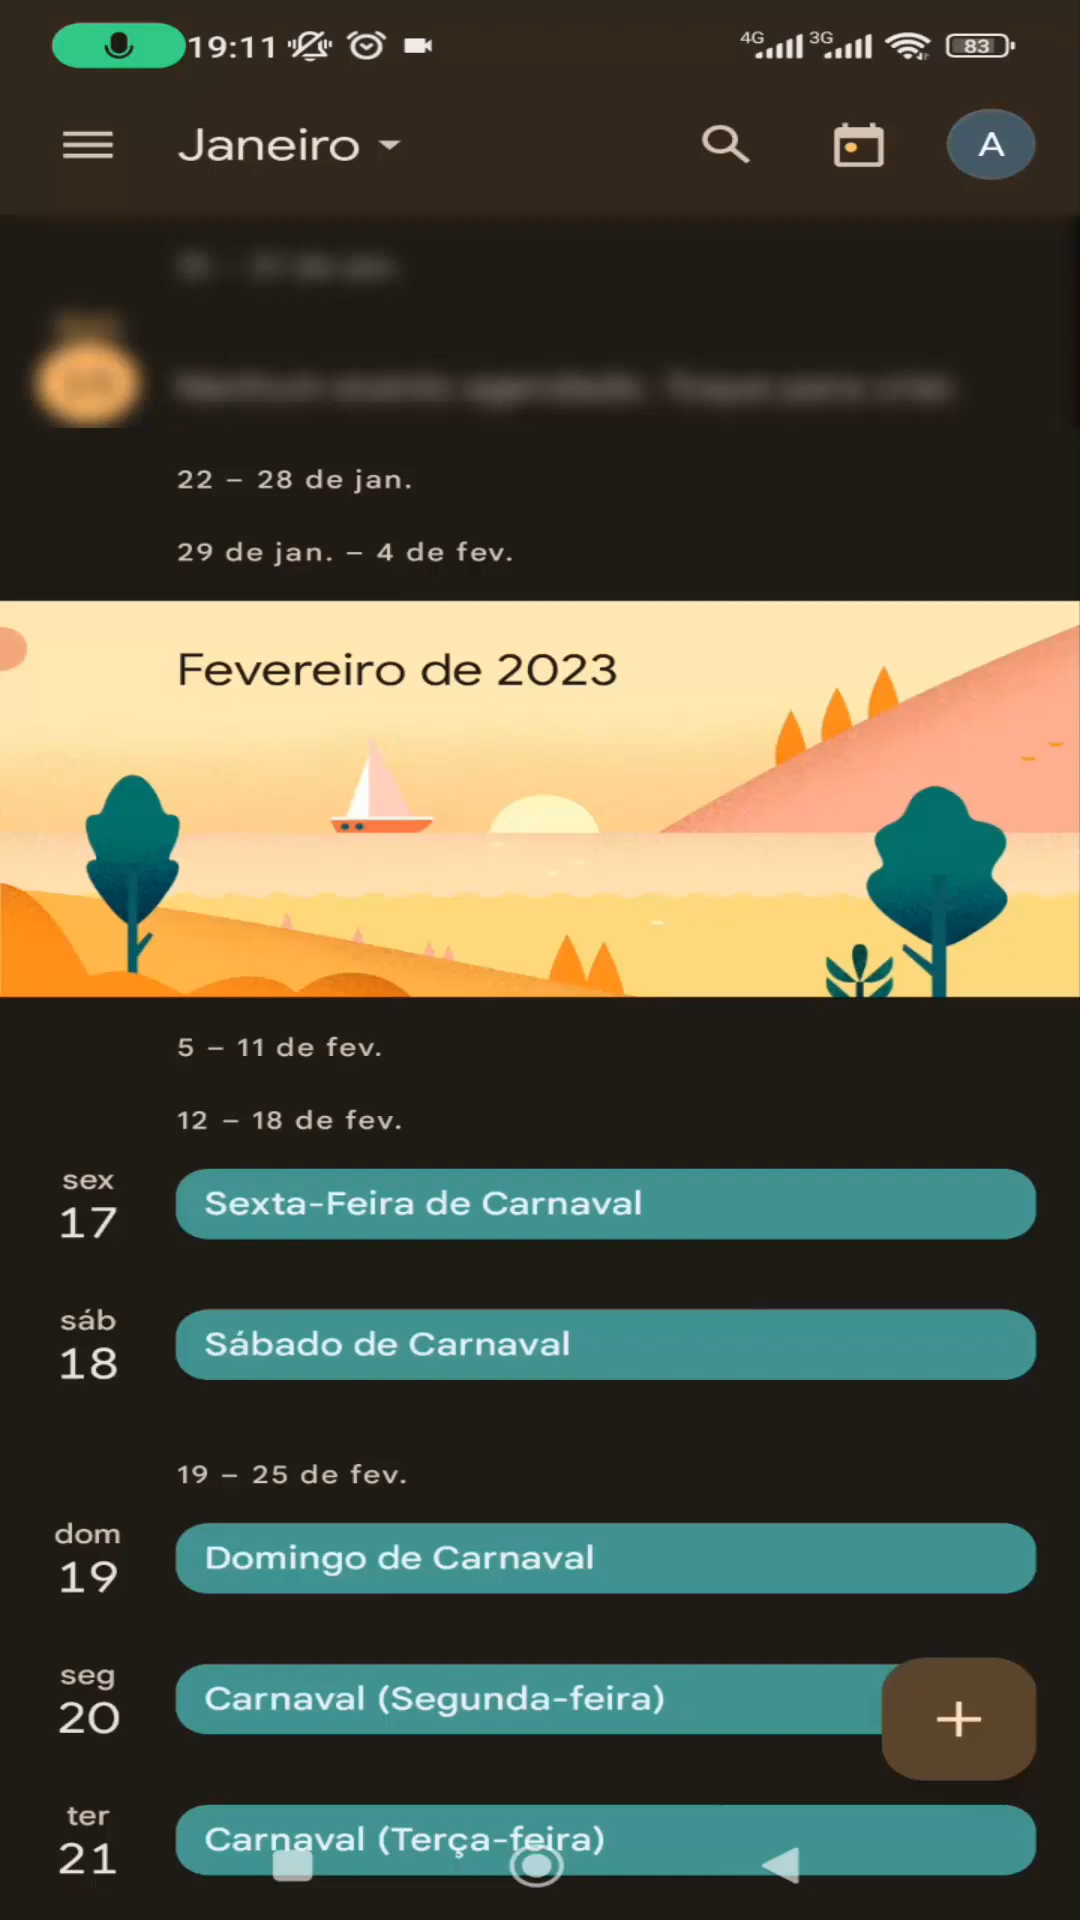 19:11 4G 3G 83
Janeiro A
22 – 28 de jan.
29 de jan. – 4 de fev.
Fevereiro de 2023
5 – 11 de fev.
12 – 18 de fev.
sex
17 Sexta-Feira de Carnaval
sáb
18 Sábado de Carnaval
19 – 25 de fev.
dom
19 Domingo de Carnaval
seg
20 Carnaval (Segunda-feira)
+
ter
21 Carnaval (Terça-feira)